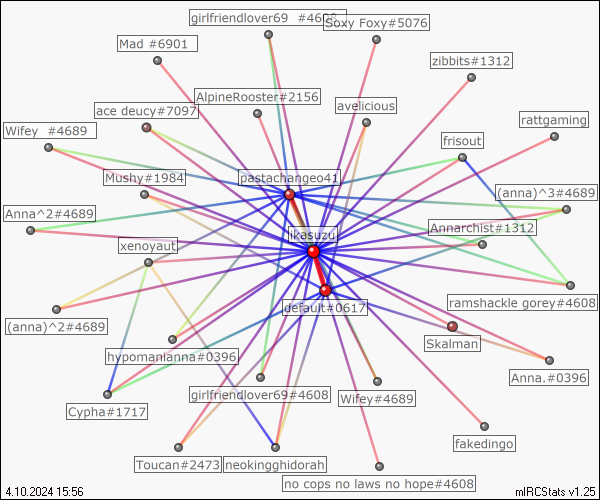 girlfriendlover69  #4608
Soxy Foxy#5076
Mad #6901
zibbits#1312
AlpineRooster#2156
avelicious
ace deucy#7097
rattgaming
Wifey  #4689
frisout
pastachangeo41
Mushy#1984
(anna)^3#4689
Anna^2#4689
Annarchist#1312
ikasuzu
xenoyaut
ramshackle gorey#4608
default#0617
(anna)^2#4689
Skalman
hypomanianna#0396
Anna.#0396
girlfriendlover69#4608
Wifey#4689
Cypha#1717
fakedingo
Toucan#2473
neokingghidorah
no cops no laws no hope#4608
4.10.2024 15:56
mIRCStats v1.25